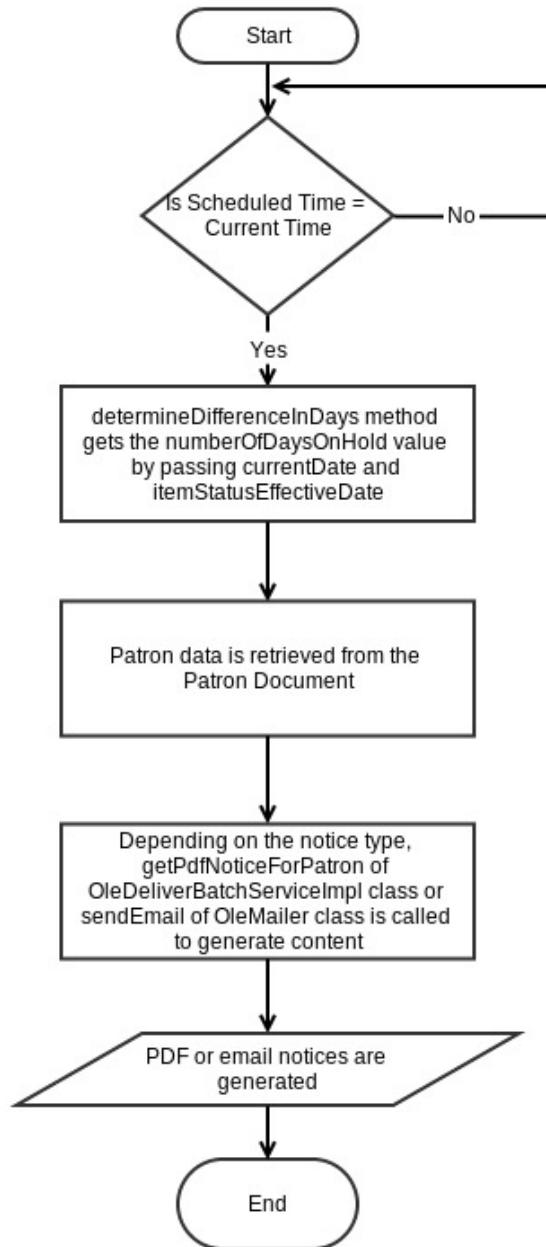 Start
Is Scheduled Time =
Current Time
No
Yes
determineDifferenceInDays method
gets the numberOfDaysOnHold value
by passing currentDate and
itemStatusEffectiveDate
Patron data is retrieved from the
Patron Document
Depending on the notice type,
getPdfNoticeForPatron of
OleDeliverBatchServiceImpl class or
sendEmail of OleMailer class is called
to generate content
PDF or email notices are
generated
End